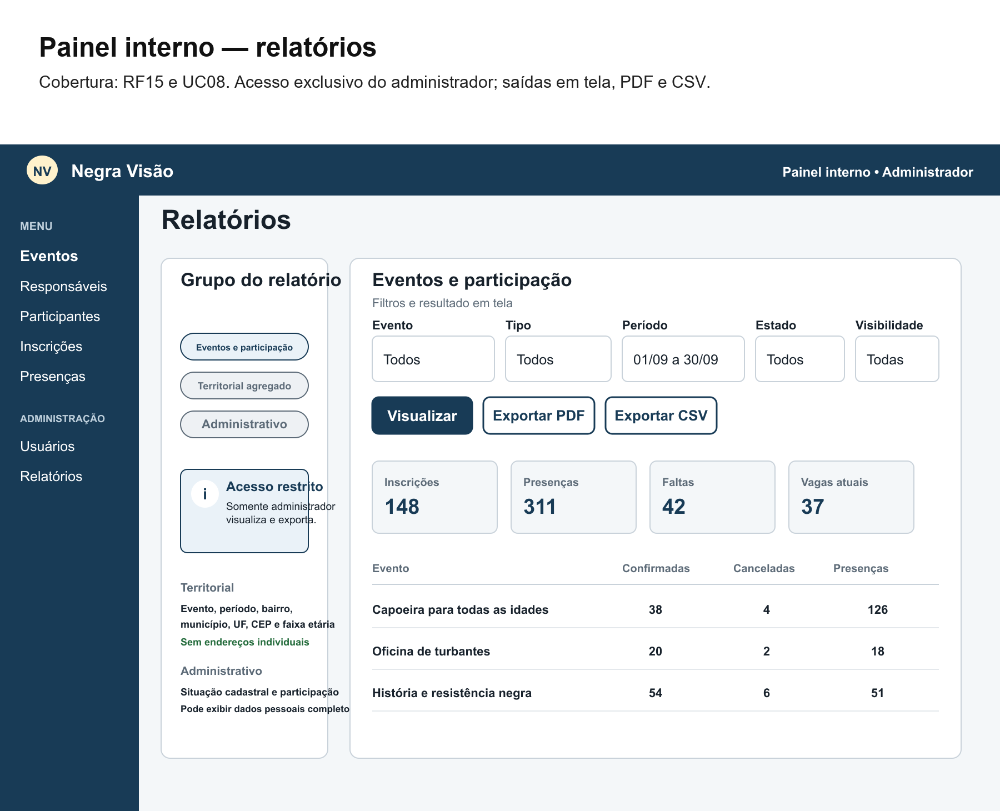 Painel interno — relatórios
Cobertura: RF15 e UC08. Acesso exclusivo do administrador; saídas em tela, PDF e CSV.
NV
Negra Visão
Painel interno • Administrador
MENU
Eventos
Responsáveis
Participantes
Inscrições
Presenças
ADMINISTRAÇÃO
Usuários
Relatórios
Relatórios
Grupo do relatório
Eventos e participação
Territorial agregado
Administrativo
i
Acesso restrito
Somente administrador
visualiza e exporta.
Territorial
Evento, período, bairro,
município, UF, CEP e faixa etária
Sem endereços individuais
Administrativo
Situação cadastral e participação
Pode exibir dados pessoais completo
Eventos e participação
Filtros e resultado em tela
Evento Tipo Período Estado Visibilidade
Todos Todos 01/09 a 30/09 Todos Todas
Visualizar Exportar PDF Exportar CSV
Inscrições Presenças Faltas Vagas atuais
148 311 42 37
Evento Confirmadas Canceladas Presenças
Capoeira para todas as idades 38 4 126
Oficina de turbantes 20 2 18
História e resistência negra 54 6 51